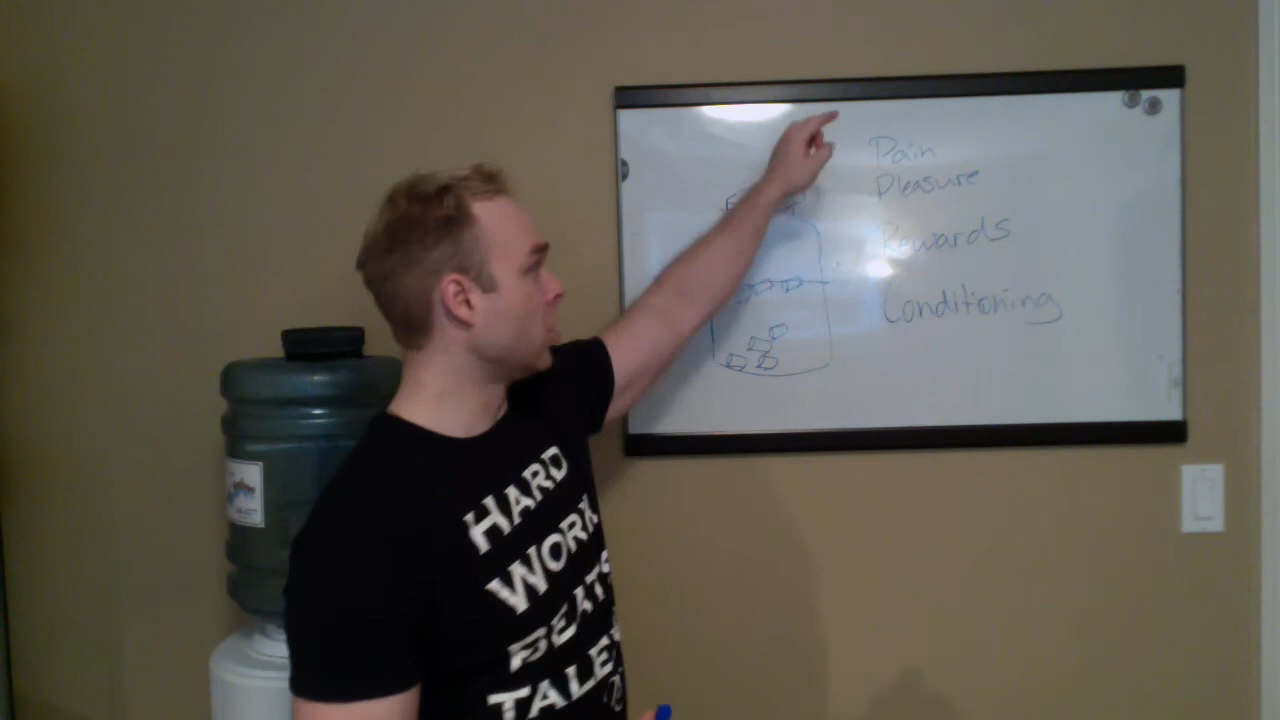 Pain
Pleasure
Rewards
Conditioning
HARD
WORK
BEATS
TALE